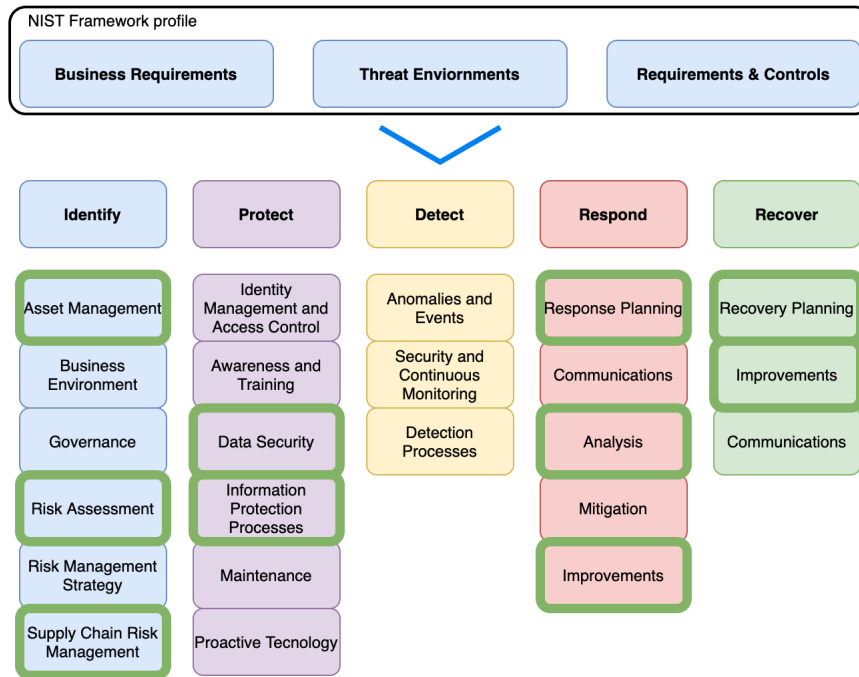 NIST Framework profile
Business Requirements
Threat Enviornments
Requirements & Controls
Identify
Protect
Detect
Respond
Recover
Asset Management
Business
Environment
Governance
Risk Assessment
Risk Management
Strategy
Supply Chain Risk
Management
Identity
Management and
Access Control
Awareness and
Training
Data Security
Information
Protection
Processes
Maintenance
Proactive Tecnology
Anomalies and
Events
Security and
Continuous
Monitoring
Detection
Processes
Response Planning
Communications
Analysis
Mitigation
Improvements
Recovery Planning
Improvements
Communications